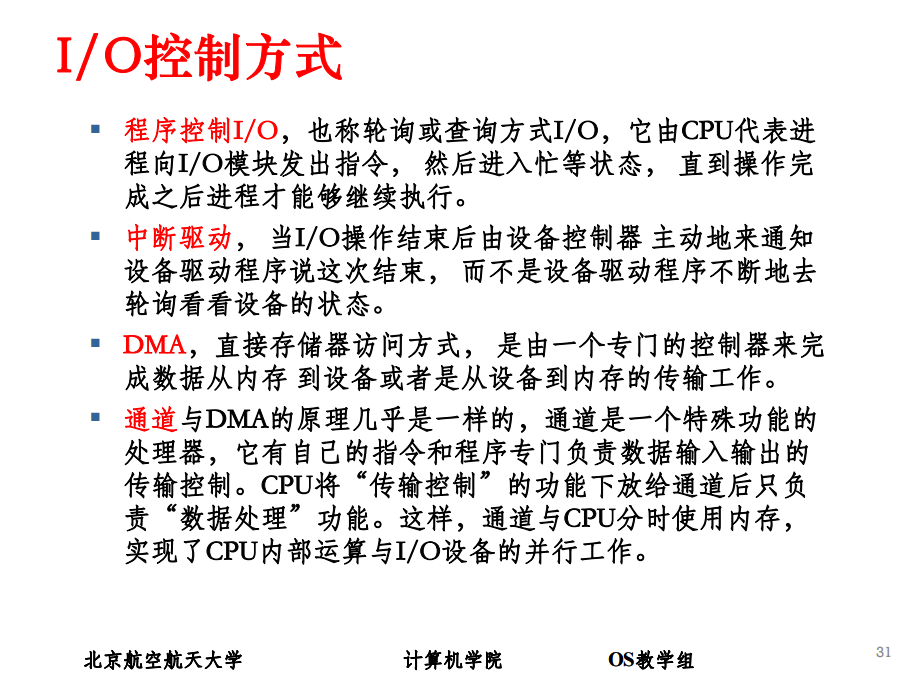 I/O控制方式
▪ 程序控制I/O，也称轮询或查询方式I/O，它由CPU代表进
程向I/O模块发出指令， 然后进入忙等状态， 直到操作完
成之后进程才能够继续执行。
▪ 中断驱动， 当I/O操作结束后由设备控制器 主动地来通知
设备驱动程序说这次结束， 而不是设备驱动程序不断地去
轮询看看设备的状态。
▪ DMA，直接存储器访问方式， 是由一个专门的控制器来完
成数据从内存 到设备或者是从设备到内存的传输工作。
▪ 通道与DMA的原理几乎是一样的，通道是一个特殊功能的
处理器，它有自己的指令和程序专门负责数据输入输出的
传输控制。CPU将“传输控制”的功能下放给通道后只负
责“数据处理”功能。这样，通道与CPU分时使用内存，
实现了CPU内部运算与I/O设备的并行工作。
北京航空航天大学 计算机学院 OS教学组 31